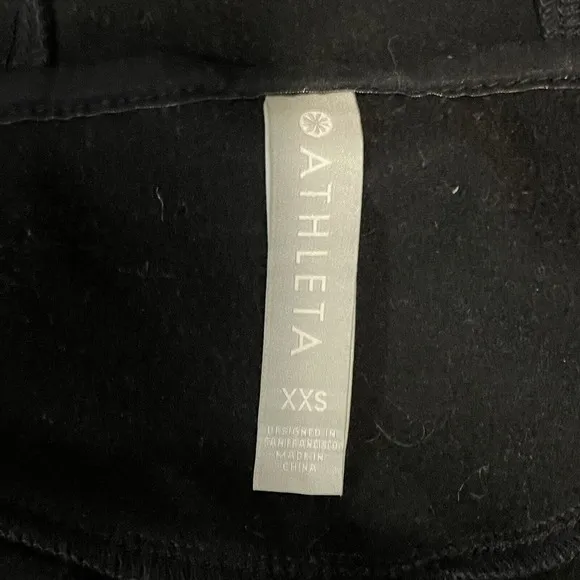 ATHLETA
XXS
DESIGNED IN
SAN FRANCISCO
MADE IN
CHINA